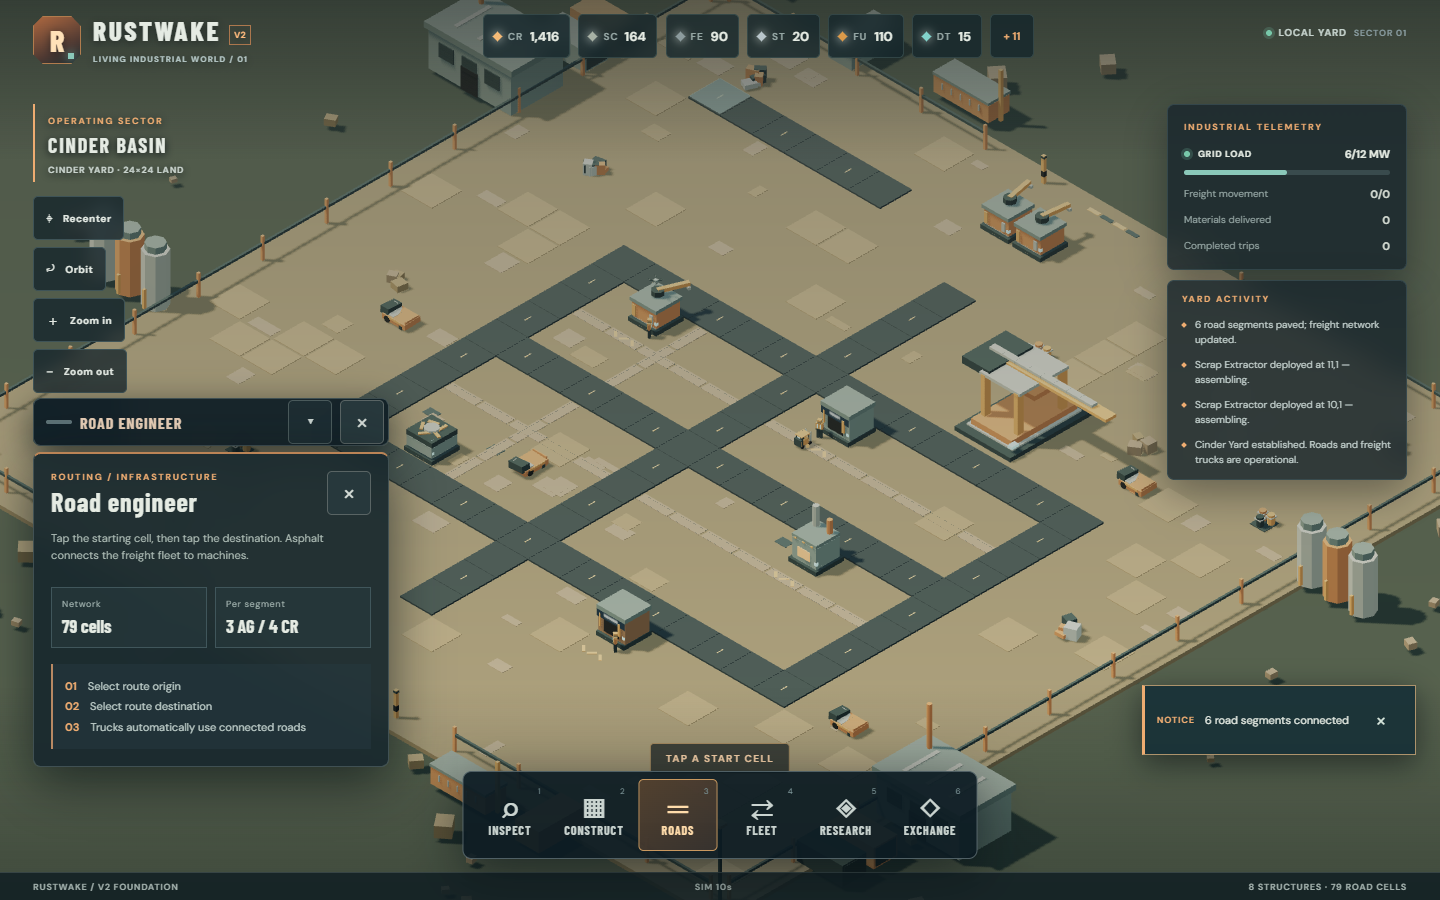 R
RUSTWAKE V2
LIVING INDUSTRIAL WORLD / 01
CR 1,416
SC 164
FE 90
ST 20
FU 110
DT 15
+ 11
LOCAL YARD SECTOR 01
OPERATING SECTOR
CINDER BASIN
CINDER YARD · 24×24 LAND
Recenter
Orbit
+ Zoom in
− Zoom out
INDUSTRIAL TELEMETRY
GRID LOAD 6/12 MW
Freight movement 0/0
Materials delivered 0
Completed trips 0
YARD ACTIVITY
6 road segments paved; freight network
updated.
Scrap Extractor deployed at 11,1 —
assembling.
Scrap Extractor deployed at 10,1 —
assembling.
Cinder Yard established. Roads and freight
trucks are operational.
ROAD ENGINEER ▼ ×
ROUTING / INFRASTRUCTURE
Road engineer ×
Tap the starting cell, then tap the destination. Asphalt
connects the freight fleet to machines.
Network
79 cells
Per segment
3 AG / 4 CR
01 Select route origin
02 Select route destination
03 Trucks automatically use connected roads
NOTICE 6 road segments connected ×
TAP A START CELL
1 INSPECT
2 CONSTRUCT
3 ROADS
4 FLEET
5 RESEARCH
6 EXCHANGE
RUSTWAKE / V2 FOUNDATION
SIM 10s
8 STRUCTURES · 79 ROAD CELLS